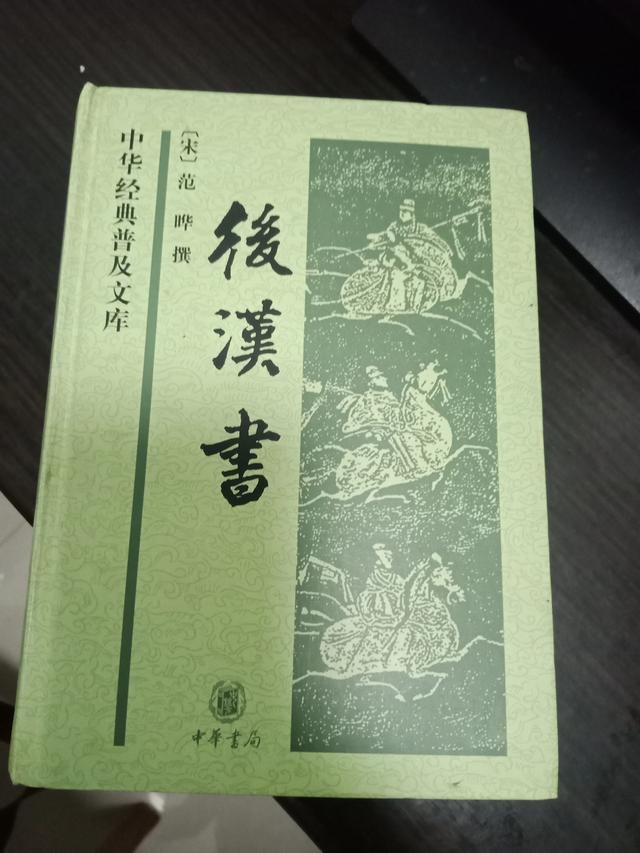 中华经典普及文库
〔宋〕范晔 撰
後漢書
中華書局